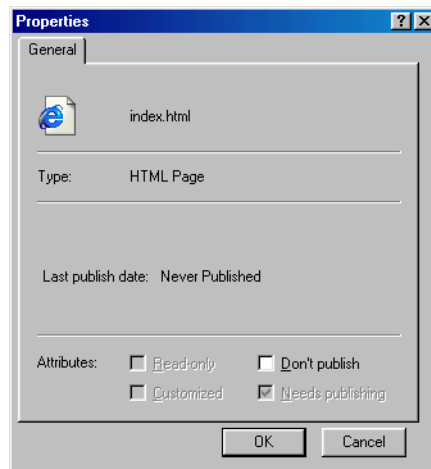 Properties
General
index.html
Type: HTML Page
Last publish date: Never Published
Attributes: Read-only Don't publish
Customized Needs publishing
OK Cancel